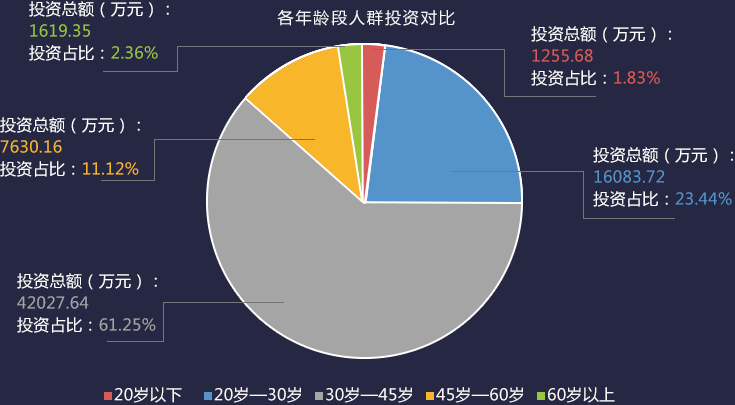 各年龄段人群投资对比
投资总额（万元）：
1619.35
投资占比：2.36%
投资总额（万元）：
1255.68
投资占比：1.83%
投资总额（万元）：
7630.16
投资占比：11.12%
投资总额（万元）：
16083.72
投资占比：23.44%
投资总额（万元）：
42027.64
投资占比：61.25%
20岁以下 20岁—30岁 30岁—45岁 45岁—60岁 60岁以上